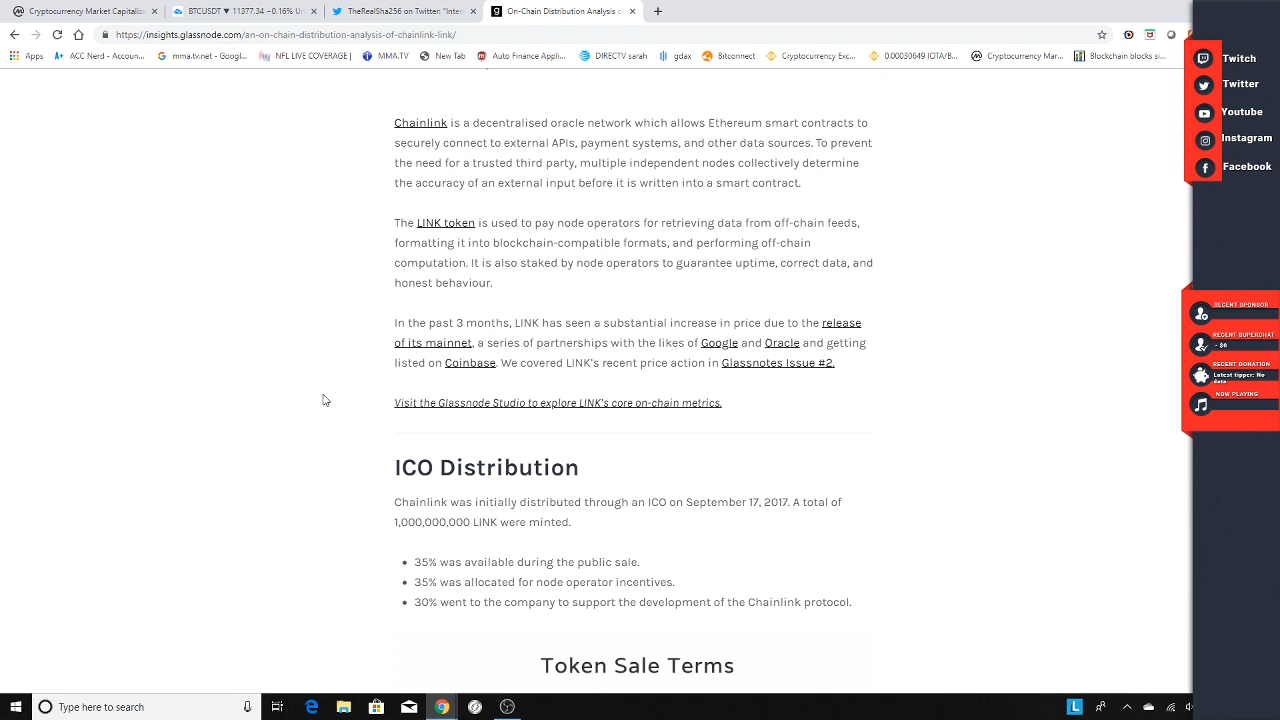 Cryptocurrency Market Capitaliz
BTCUSDT ▼ 11377.34 −0.16% Un
TheRealSha256 on Twitter: "Inter
On-Chain Distribution Analysis o
https://insights.glassnode.com/an-on-chain-distribution-analysis-of-chainlink-link/
Apps
ACC Nerd - Accoun...
mma.tv.net - Googl...
NFL LIVE COVERAGE |
MMA.TV
New Tab
Auto Finance Appli...
DIRECTV sarah
gdax
Bitconnect
Cryptocurrency Exc...
0.00030649 IOTA/B...
Cryptocurrency Mar...
Blockchain blocks si...
Chainlink is a decentralised oracle network which allows Ethereum smart contracts to
securely connect to external APIs, payment systems, and other data sources. To prevent
the need for a trusted third party, multiple independent nodes collectively determine
the accuracy of an external input before it is written into a smart contract.
The LINK token is used to pay node operators for retrieving data from off-chain feeds,
formatting it into blockchain-compatible formats, and performing off-chain
computation. It is also staked by node operators to guarantee uptime, correct data, and
honest behaviour.
In the past 3 months, LINK has seen a substantial increase in price due to the release
of its mainnet, a series of partnerships with the likes of Google and Oracle and getting
listed on Coinbase. We covered LINK's recent price action in Glassnotes Issue #2.
Visit the Glassnode Studio to explore LINK's core on-chain metrics.
ICO Distribution
Chainlink was initially distributed through an ICO on September 17, 2017. A total of
1,000,000,000 LINK were minted.
• 35% was available during the public sale.
• 35% was allocated for node operator incentives.
• 30% went to the company to support the development of the Chainlink protocol.
Token Sale Terms
Twitch
Twitter
Youtube
Instagram
Facebook
RECENT SPONSOR
RECENT SUPERCHAT
- $0
RECENT DONATION
Latest tipper: No
data
NOW PLAYING
Type here to search